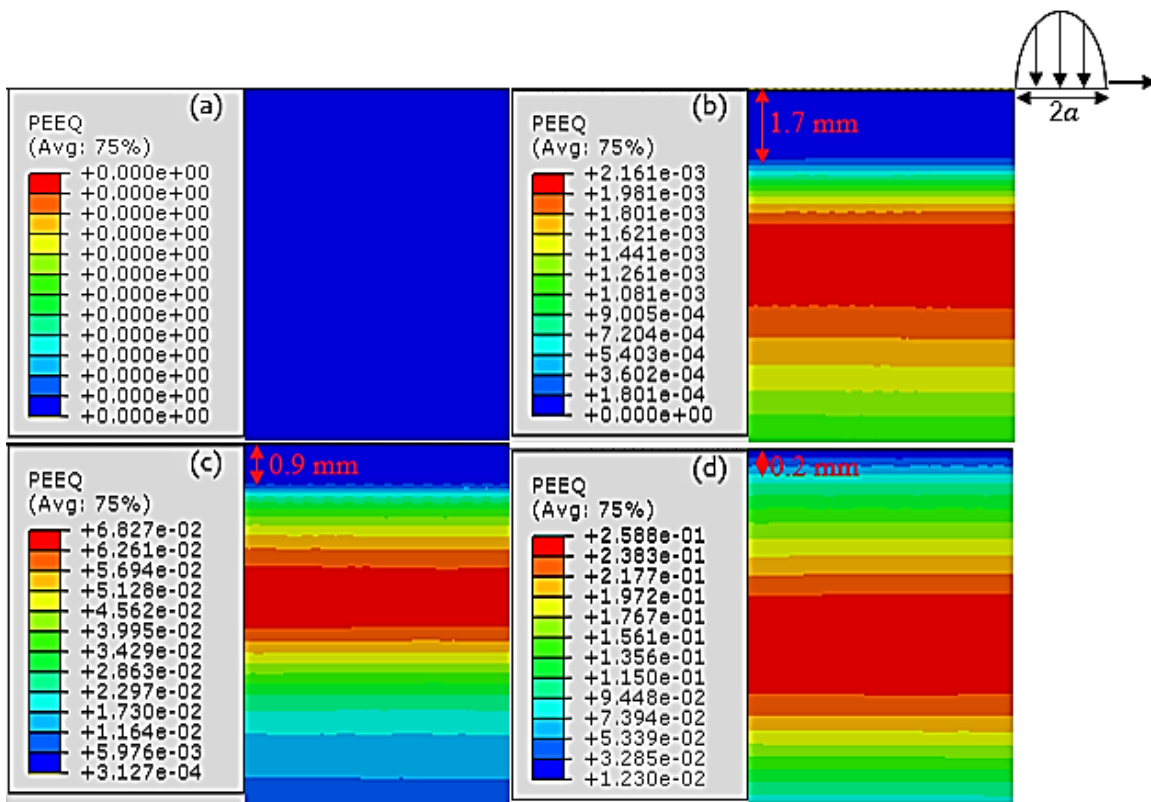 2a
(a)
PEEQ
(Avg: 75%)
+0,000e+00
+0,000e+00
+0,000e+00
+0,000e+00
+0,000e+00
+0,000e+00
+0,000e+00
+0,000e+00
+0,000e+00
+0,000e+00
+0,000e+00
+0,000e+00
+0,000e+00
(b)
1.7 mm
PEEQ
(Avg: 75%)
+2,161e-03
+1,981e-03
+1,801e-03
+1,621e-03
+1,441e-03
+1,261e-03
+1,081e-03
+9,005e-04
+7,204e-04
+5,403e-04
+3,602e-04
+1,801e-04
+0,000e+00
(c)
0.9 mm
PEEQ
(Avg: 75%)
+6,827e-02
+6,261e-02
+5,694e-02
+5,128e-02
+4,562e-02
+3,995e-02
+3,429e-02
+2,863e-02
+2,297e-02
+1,730e-02
+1,164e-02
+5,976e-03
+3,127e-04
(d)
0.2 mm
PEEQ
(Avg: 75%)
+2,588e-01
+2,383e-01
+2,177e-01
+1,972e-01
+1,767e-01
+1,561e-01
+1,356e-01
+1,150e-01
+9,448e-02
+7,394e-02
+5,339e-02
+3,285e-02
+1,230e-02